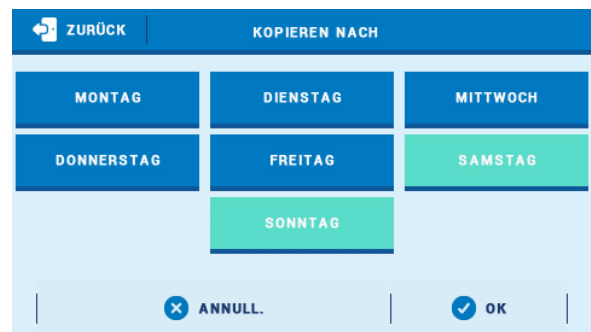 ZURÜCK KOPIEREN NACH
MONTAG DIENSTAG MITTWOCH
DONNERSTAG FREITAG SAMSTAG
SONNTAG
ANNULL. OK